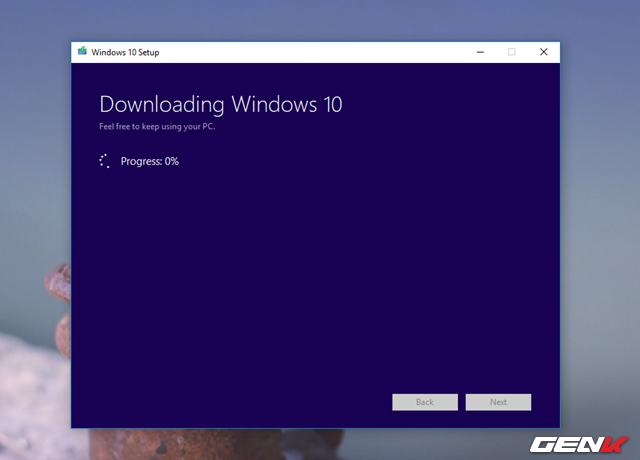 Windows 10 Setup
Downloading Windows 10
Feel free to keep using your PC.
Progress: 0%
Back
Next
GENK